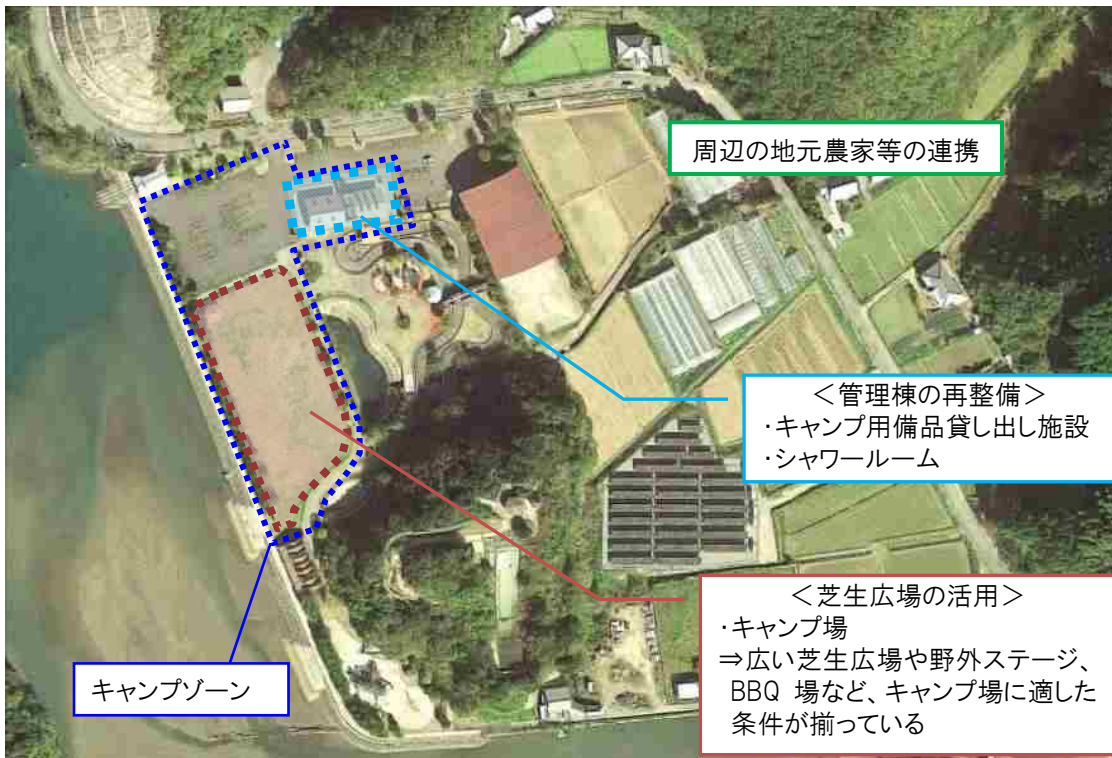 周辺の地元農家等の連携
＜管理棟の再整備＞
・キャンプ用備品貸し出し施設
・シャワールーム
＜芝生広場の活用＞
・キャンプ場
⇒広い芝生広場や野外ステージ、
BBQ 場など、キャンプ場に適した
条件が揃っている
キャンプゾーン